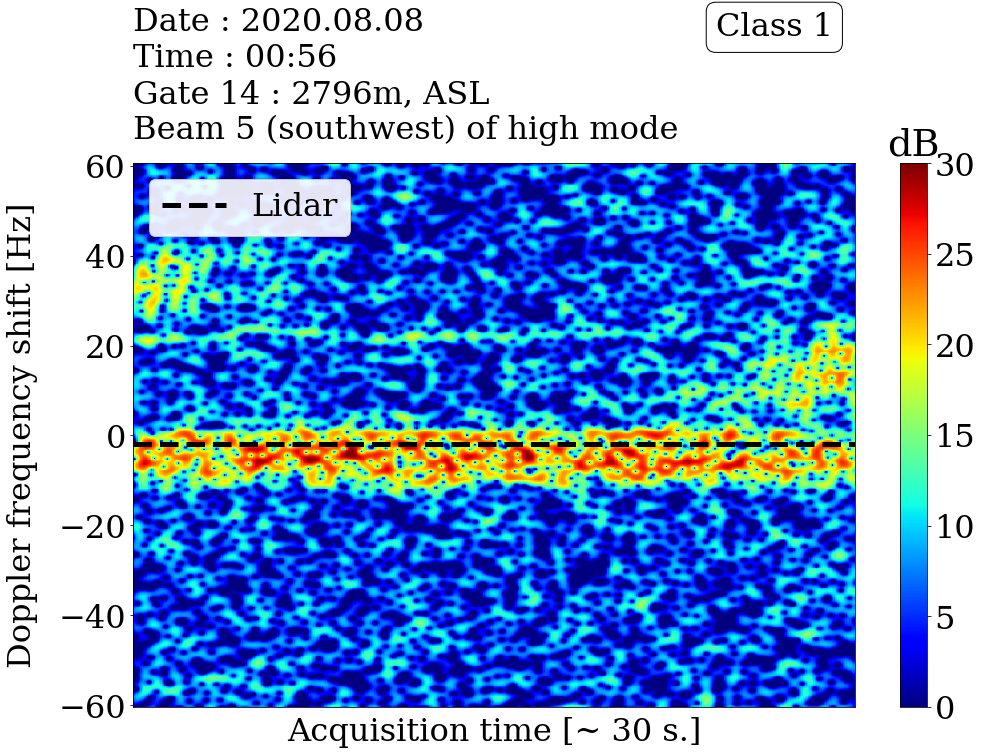 Date : 2020.08.08
Class 1
Time : 00:56
Gate 14 : 2796m, ASL
Beam 5 (southwest) of high mode
dB
60
40
20
0
−20
−40
−60
Doppler frequency shift [Hz]
Lidar
30
25
20
15
10
5
0
Acquisition time [~ 30 s.]